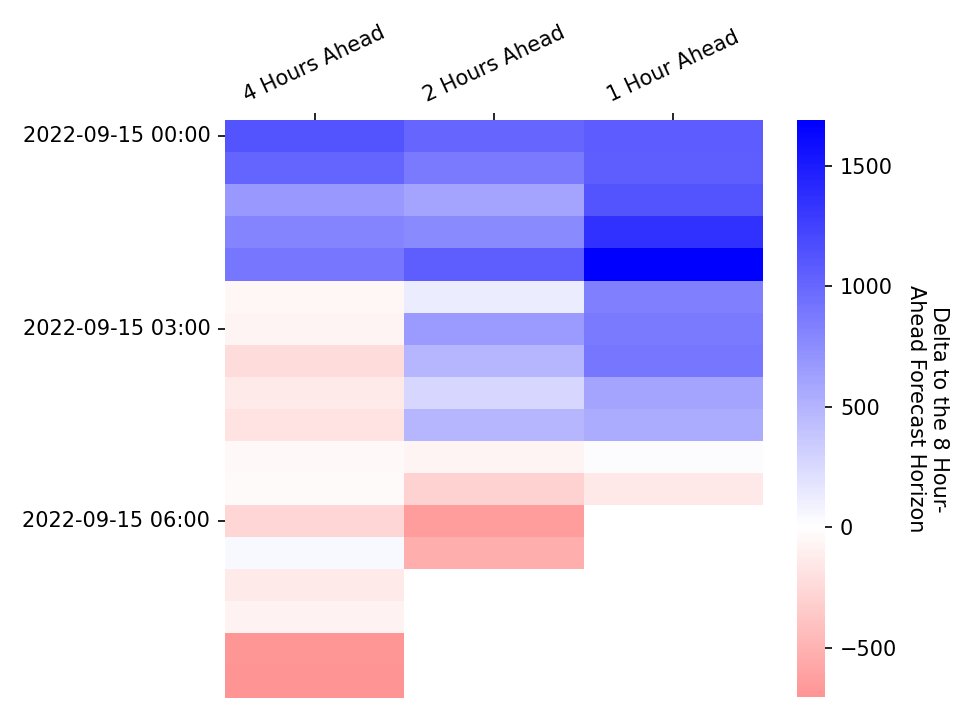 4 Hours Ahead
2 Hours Ahead
1 Hour Ahead
2022-09-15 00:00
2022-09-15 03:00
2022-09-15 06:00
1500
1000
500
0
−500
Delta to the 8 Hour-
Ahead Forecast Horizon